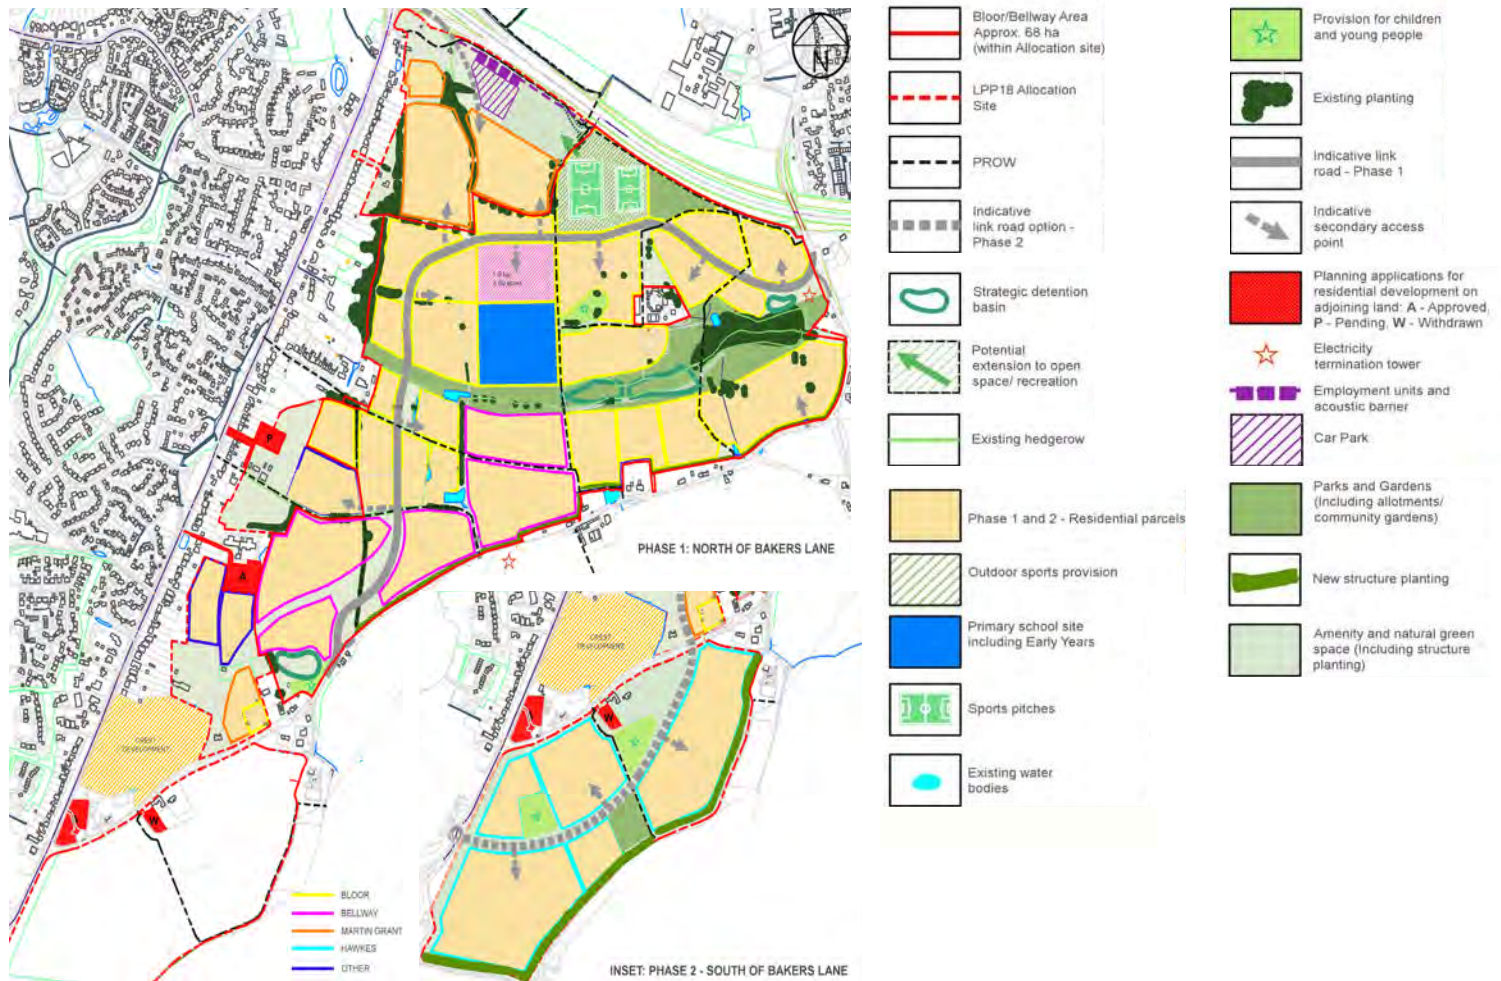 N
P
A
CREST
DEVELOPMENT
W
PHASE 1: NORTH OF BAKERS LANE
CREST
DEVELOPMENT
W
BLOOR
BELLWAY
MARTIN GRANT
HAWKES
OTHER
INSET: PHASE 2 - SOUTH OF BAKERS LANE
Bloor/Bellway Area
Approx. 68 ha
(within Allocation site)
LPP18 Allocation
Site
PROW
Indicative
link road option -
Phase 2
Strategic detention
basin
Potential
extension to open
space/ recreation
Existing hedgerow
Phase 1 and 2 - Residential parcels
Outdoor sports provision
Primary school site
including Early Years
Sports pitches
Existing water
bodies
Provision for children
and young people
Existing planting
Indicative link
road - Phase 1
Indicative
secondary access
point
Planning applications for
residential development on
adjoining land: A - Approved,
P - Pending, W - Withdrawn
Electricity
termination tower
Employment units and
acoustic barrier
Car Park
Parks and Gardens
(Including allotments/
community gardens)
New structure planting
Amenity and natural green
space (Including structure
planting)